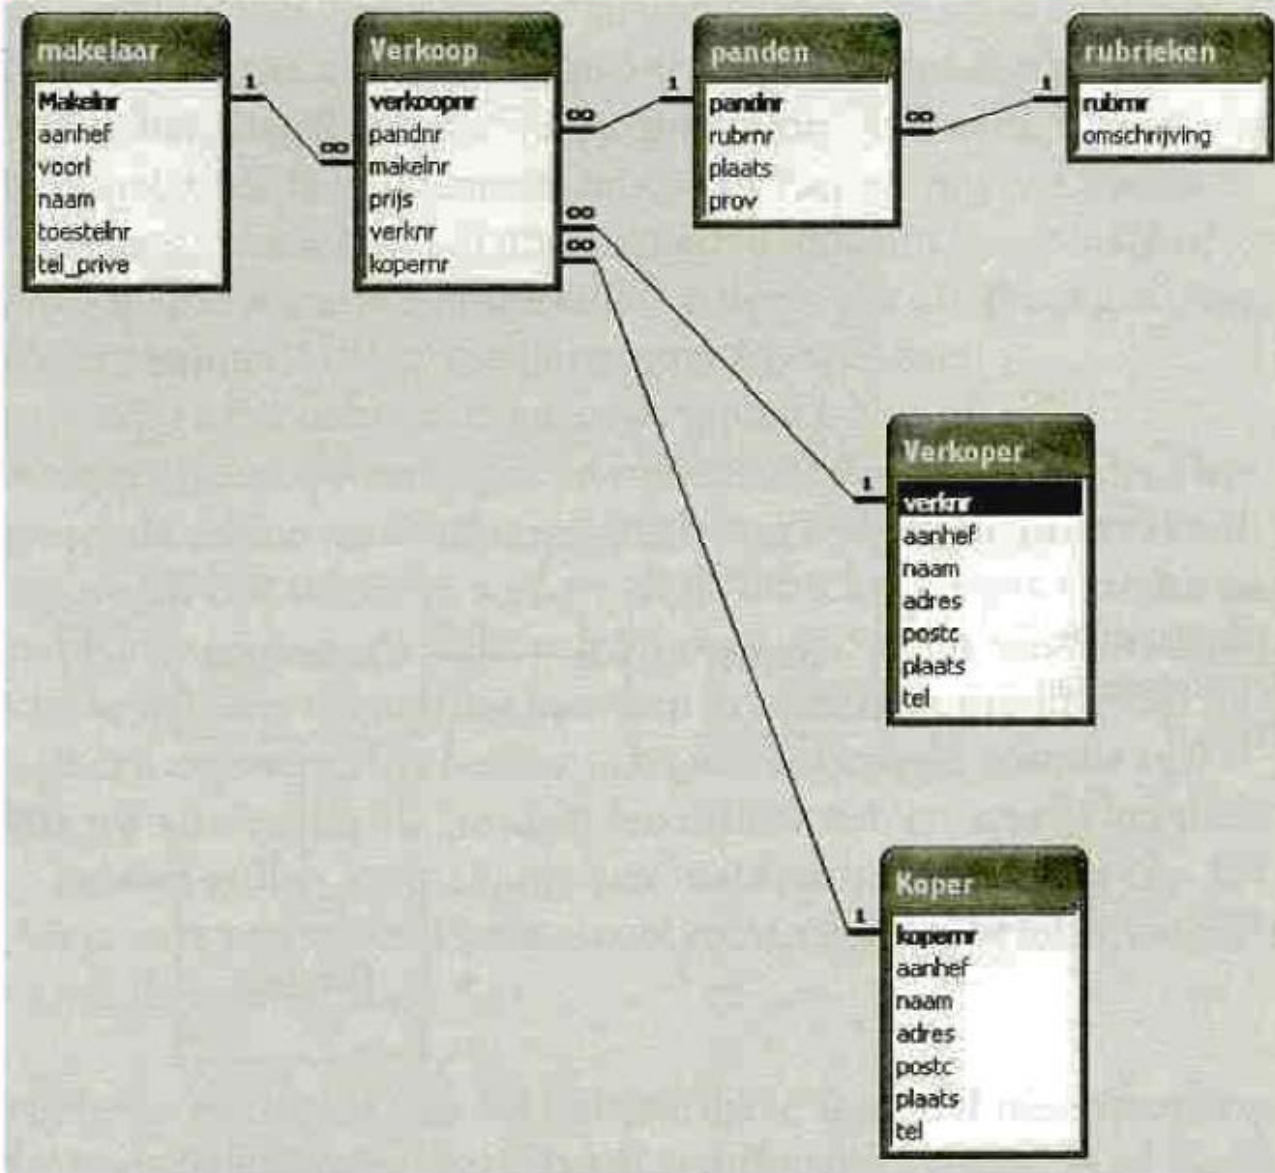 makelaar
Makelnr
aanhef
voorl
naam
toestelnr
tel_prive
Verkoop
verkoopnr
pandnr
makelnr
prijs
verknr
kopernr
panden
pandnr
rubrnr
plaats
prov
rubrieken
rubrnr
omschrijving
1
∞
∞
1
∞
1
∞
∞
1
1
Verkoper
verknr
aanhef
naam
adres
postc
plaats
tel
Koper
kopernr
aanhef
naam
adres
postc
plaats
tel